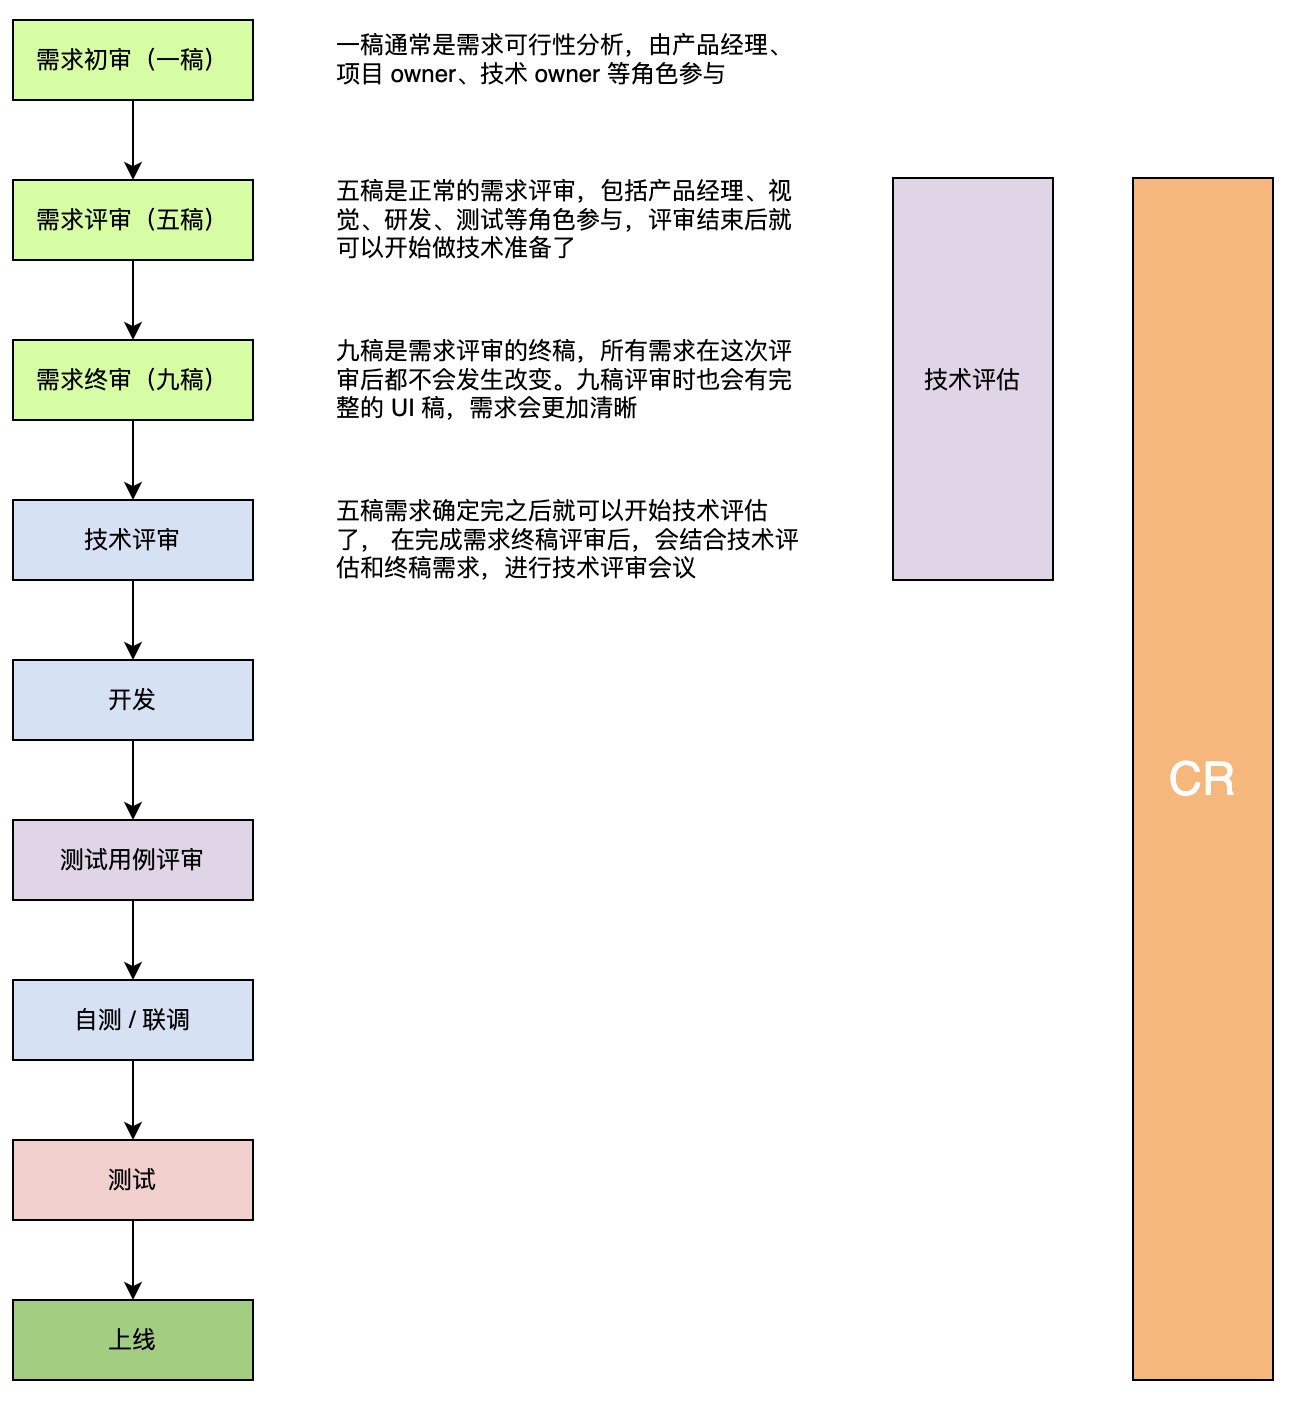 需求初审（一稿）
一稿通常是需求可行性分析，由产品经理、
项目 owner、技术 owner 等角色参与
需求评审（五稿）
五稿是正常的需求评审，包括产品经理、视
觉、研发、测试等角色参与，评审结束后就
可以开始做技术准备了
需求终审（九稿）
九稿是需求评审的终稿，所有需求在这次评
审后都不会发生改变。九稿评审时也会有完
整的 UI 稿，需求会更加清晰
技术评估
技术评审
五稿需求确定完之后就可以开始技术评估
了， 在完成需求终稿评审后，会结合技术评
估和终稿需求，进行技术评审会议
开发
CR
测试用例评审
自测 / 联调
测试
上线